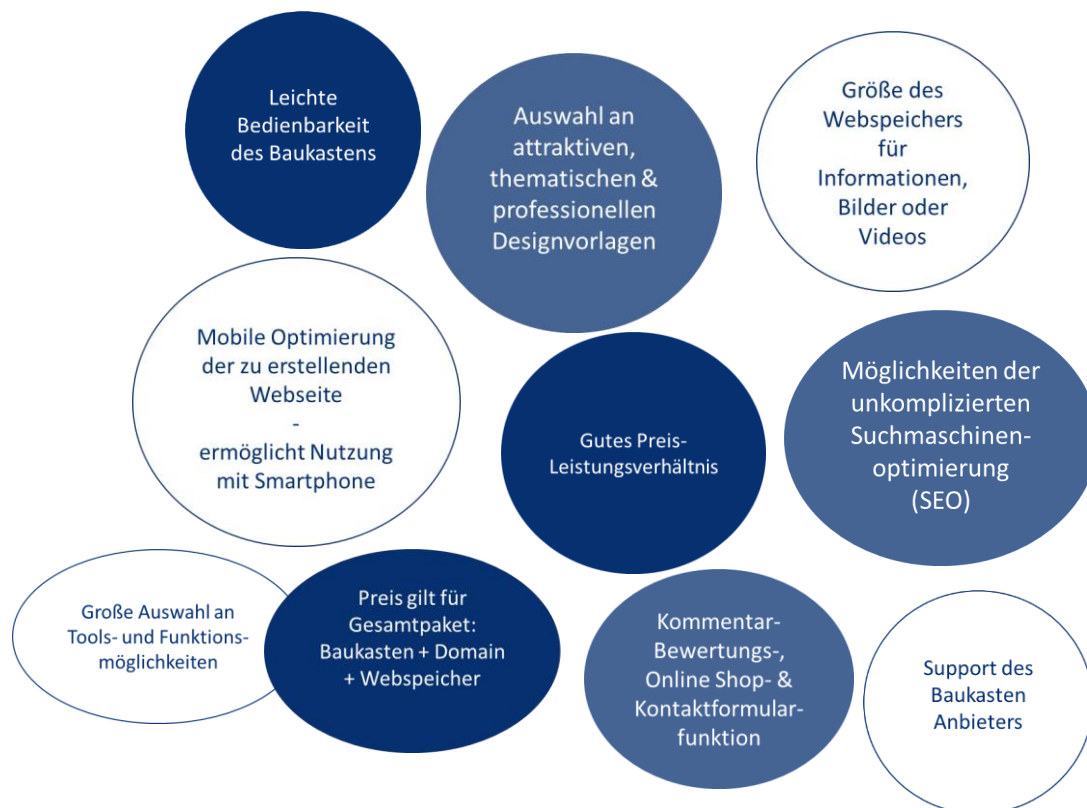 Leichte
Bedienbarkeit
des Baukastens
Auswahl an
attraktiven,
thematischen &
professionellen
Designvorlagen
Größe des
Webspeichers
für
Informationen,
Bilder oder
Videos
Mobile Optimierung
der zu erstellenden
Webseite
-
ermöglicht Nutzung
mit Smartphone
Gutes Preis-
Leistungsverhältnis
Möglichkeiten der
unkomplizierten
Suchmaschinen-
optimierung
(SEO)
Große Auswahl an
Tools- und Funktions-
möglichkeiten
Preis gilt für
Gesamtpaket:
Baukasten + Domain
+ Webspeicher
Kommentar-
Bewertungs-,
Online Shop- &
Kontaktformular-
funktion
Support des
Baukasten
Anbieters